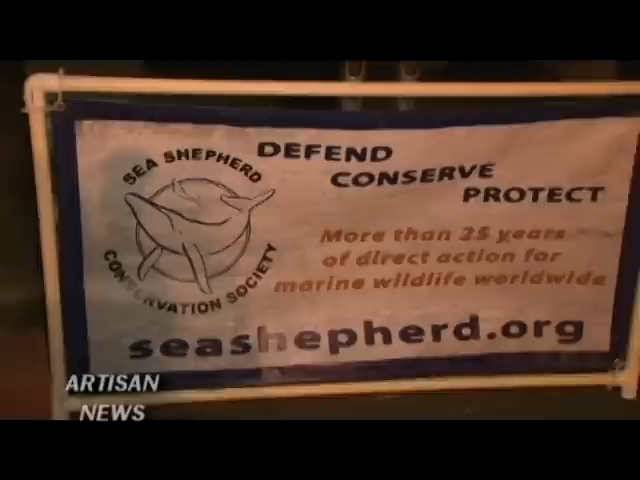 SEA SHEPHERD
CONSERVATION SOCIETY
DEFEND
CONSERVE
PROTECT
More than 25 years
of direct action for
marine wildlife worldwide
seashepherd.org
ARTISAN
NEWS